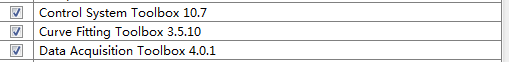 Control System Toolbox 10.7
Curve Fitting Toolbox 3.5.10
Data Acquisition Toolbox 4.0.1